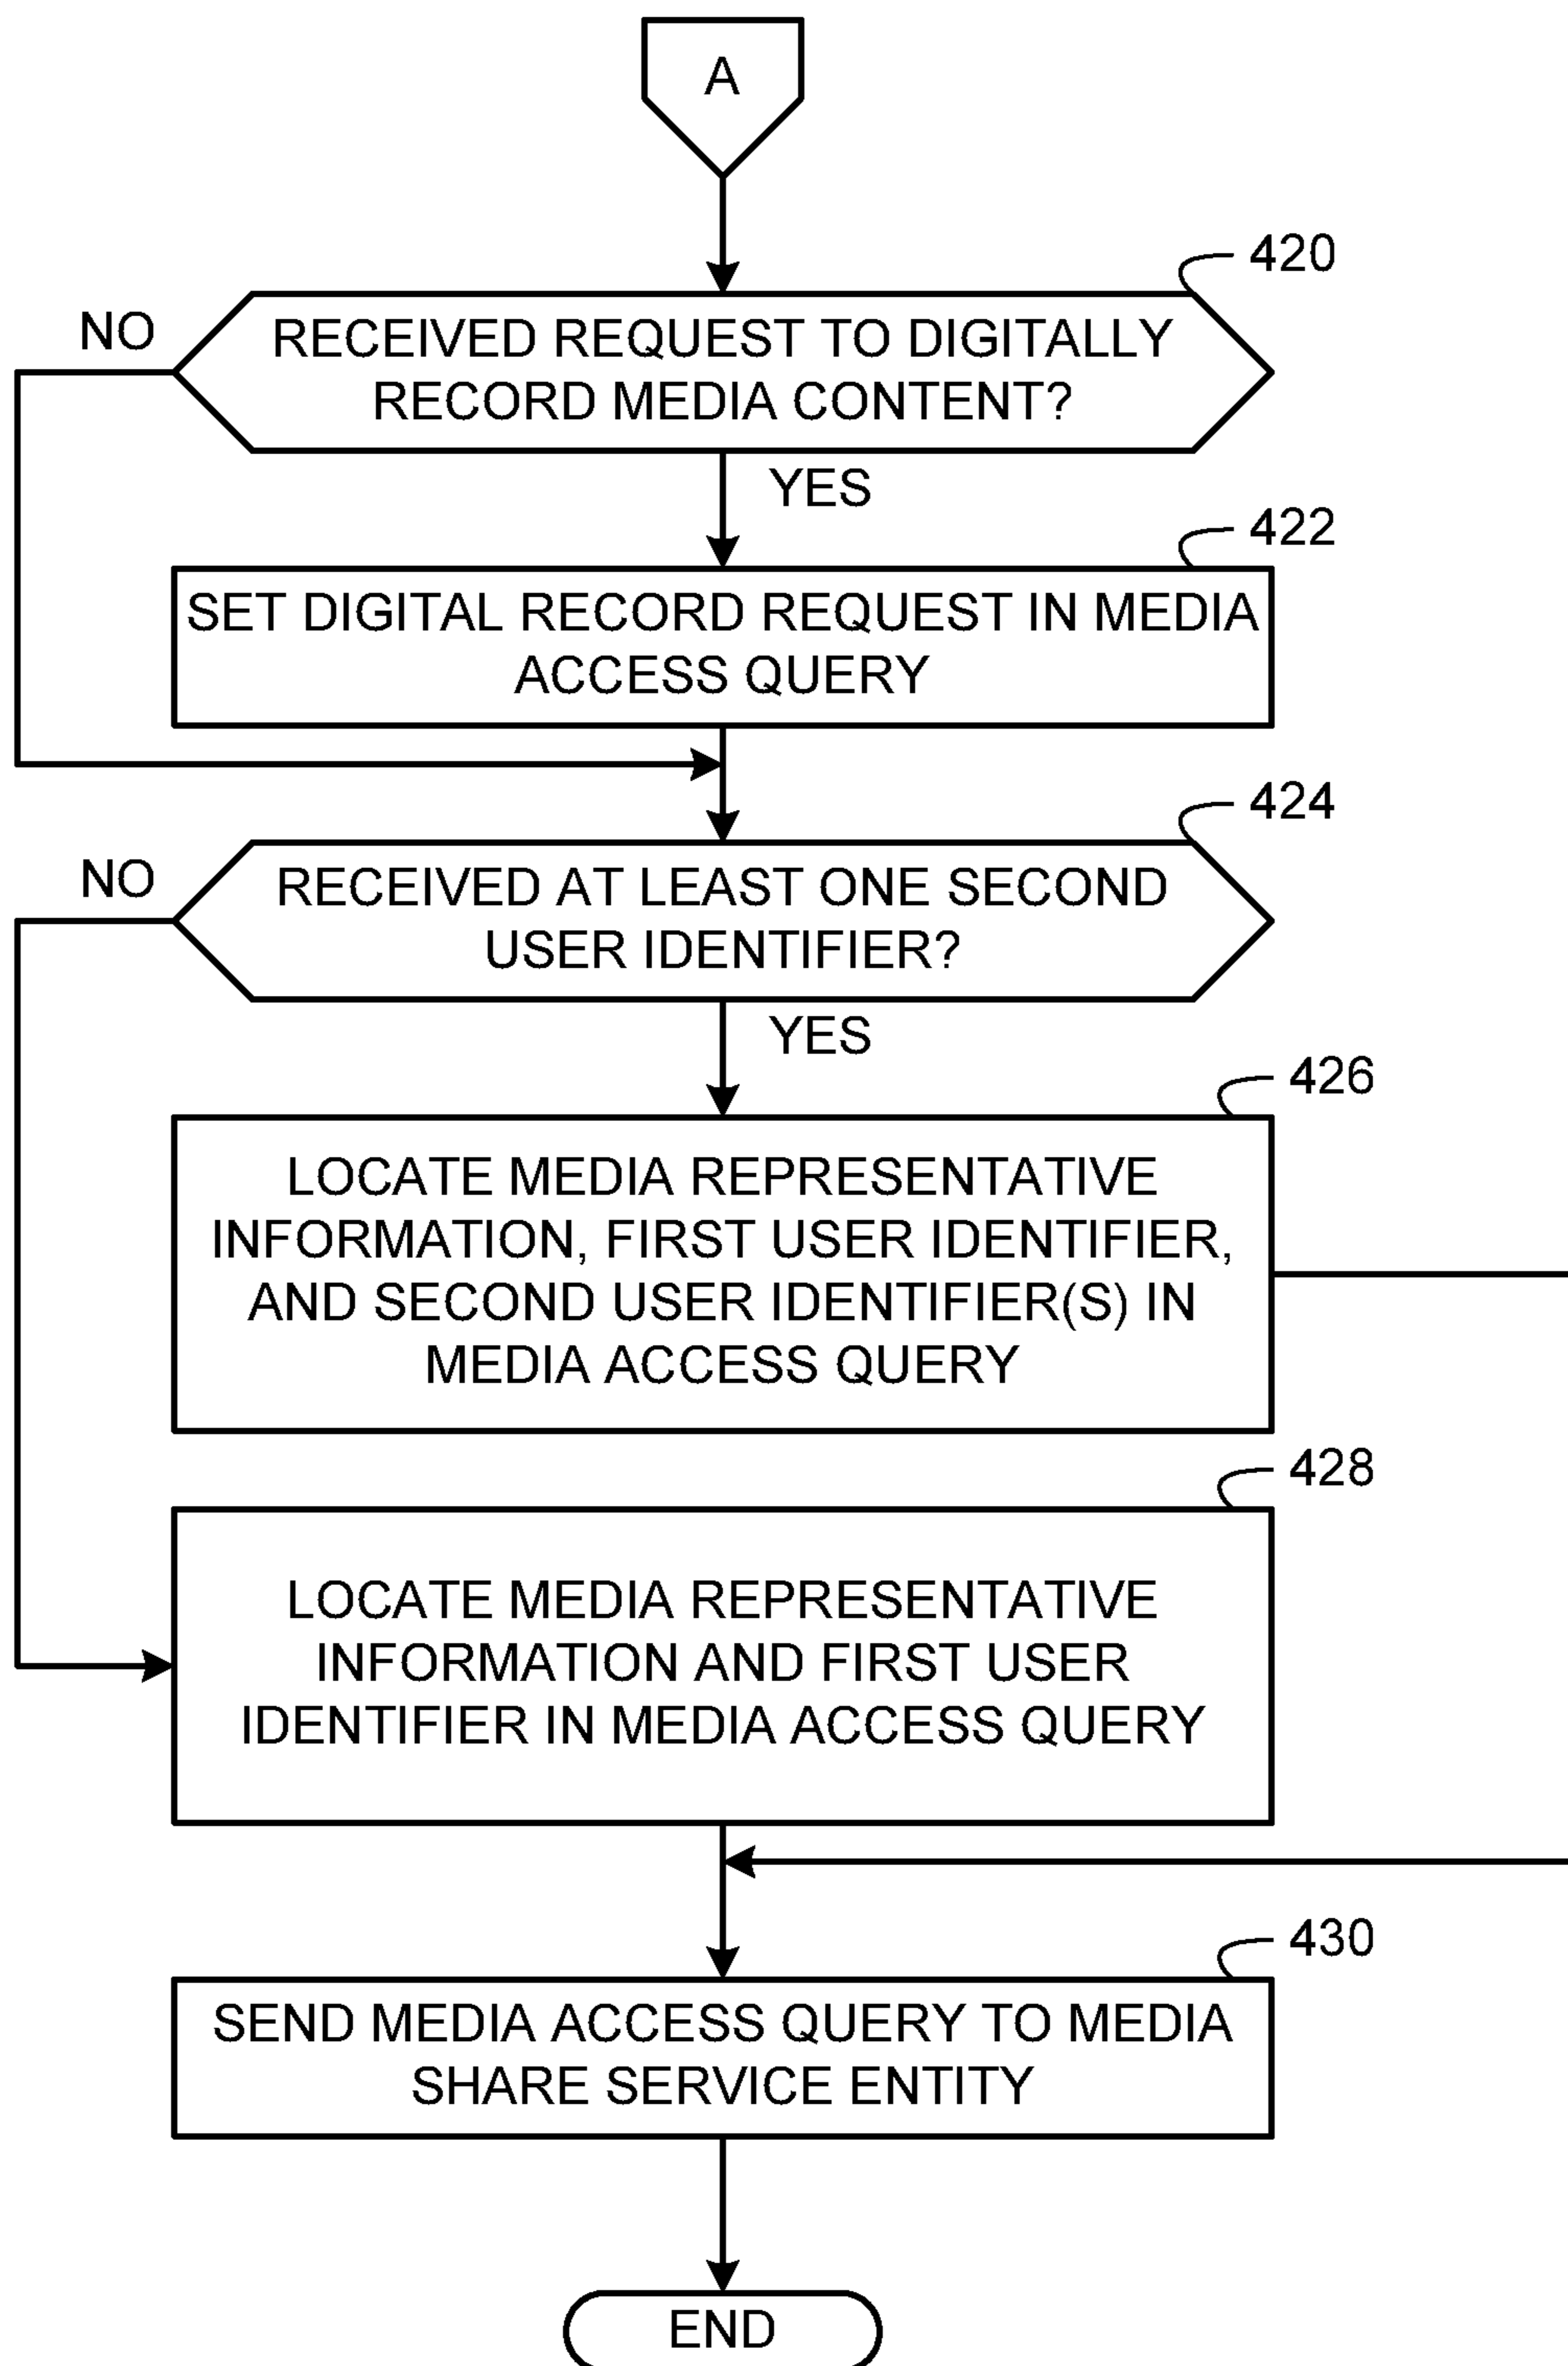 A
420
NO
RECEIVED REQUEST TO DIGITALLY
RECORD MEDIA CONTENT?
YES
422
SET DIGITAL RECORD REQUEST IN MEDIA
ACCESS QUERY
424
NO
RECEIVED AT LEAST ONE SECOND
USER IDENTIFIER?
YES
426
LOCATE MEDIA REPRESENTATIVE
INFORMATION, FIRST USER IDENTIFIER,
AND SECOND USER IDENTIFIER(S) IN
MEDIA ACCESS QUERY
428
LOCATE MEDIA REPRESENTATIVE
INFORMATION AND FIRST USER
IDENTIFIER IN MEDIA ACCESS QUERY
430
SEND MEDIA ACCESS QUERY TO MEDIA
SHARE SERVICE ENTITY
END